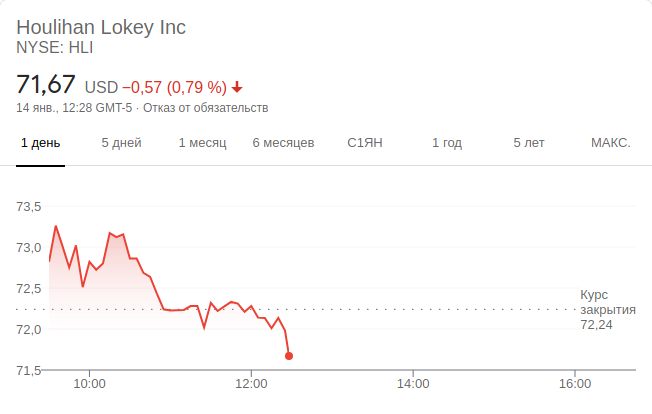 Houlihan Lokey Inc
NYSE: HLI
71,67 USD −0,57 (0,79 %)
14 янв., 12:28 GMT-5 · Отказ от обязательств
1 день 5 дней 1 месяц 6 месяцев С1ЯН 1 год 5 лет МАКС.
73,5
73,0
72,5
72,0
71,5
Курс
закрытия
72,24
10:00 12:00 14:00 16:00